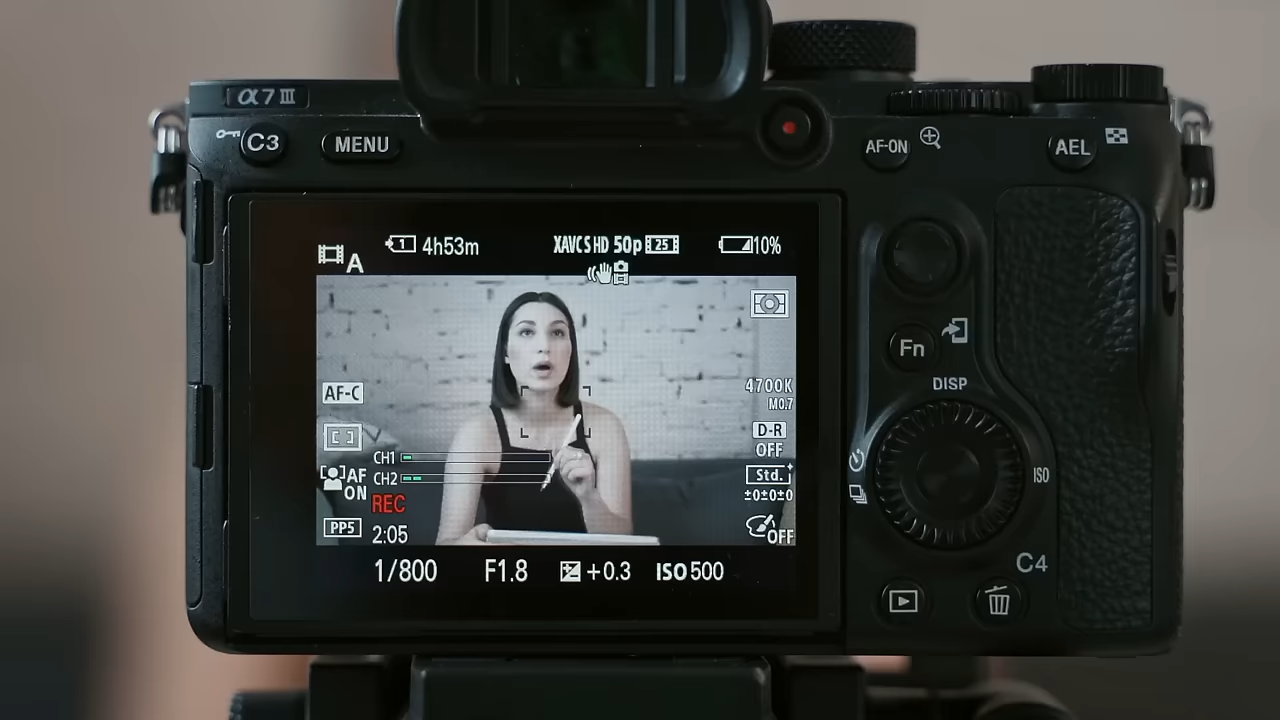 α7III
C3
MENU
AF-ON
AEL
A
1
4h53m
XAVC S HD 50p 25
10%
4700K
M0.7
AF-C
D-R
OFF
CH1
CH2
AF
ON
REC
Std.
±0±0±0
PP5
2:05
OFF
1/800
F1.8
+0.3
ISO 500
Fn
DISP
ISO
C4